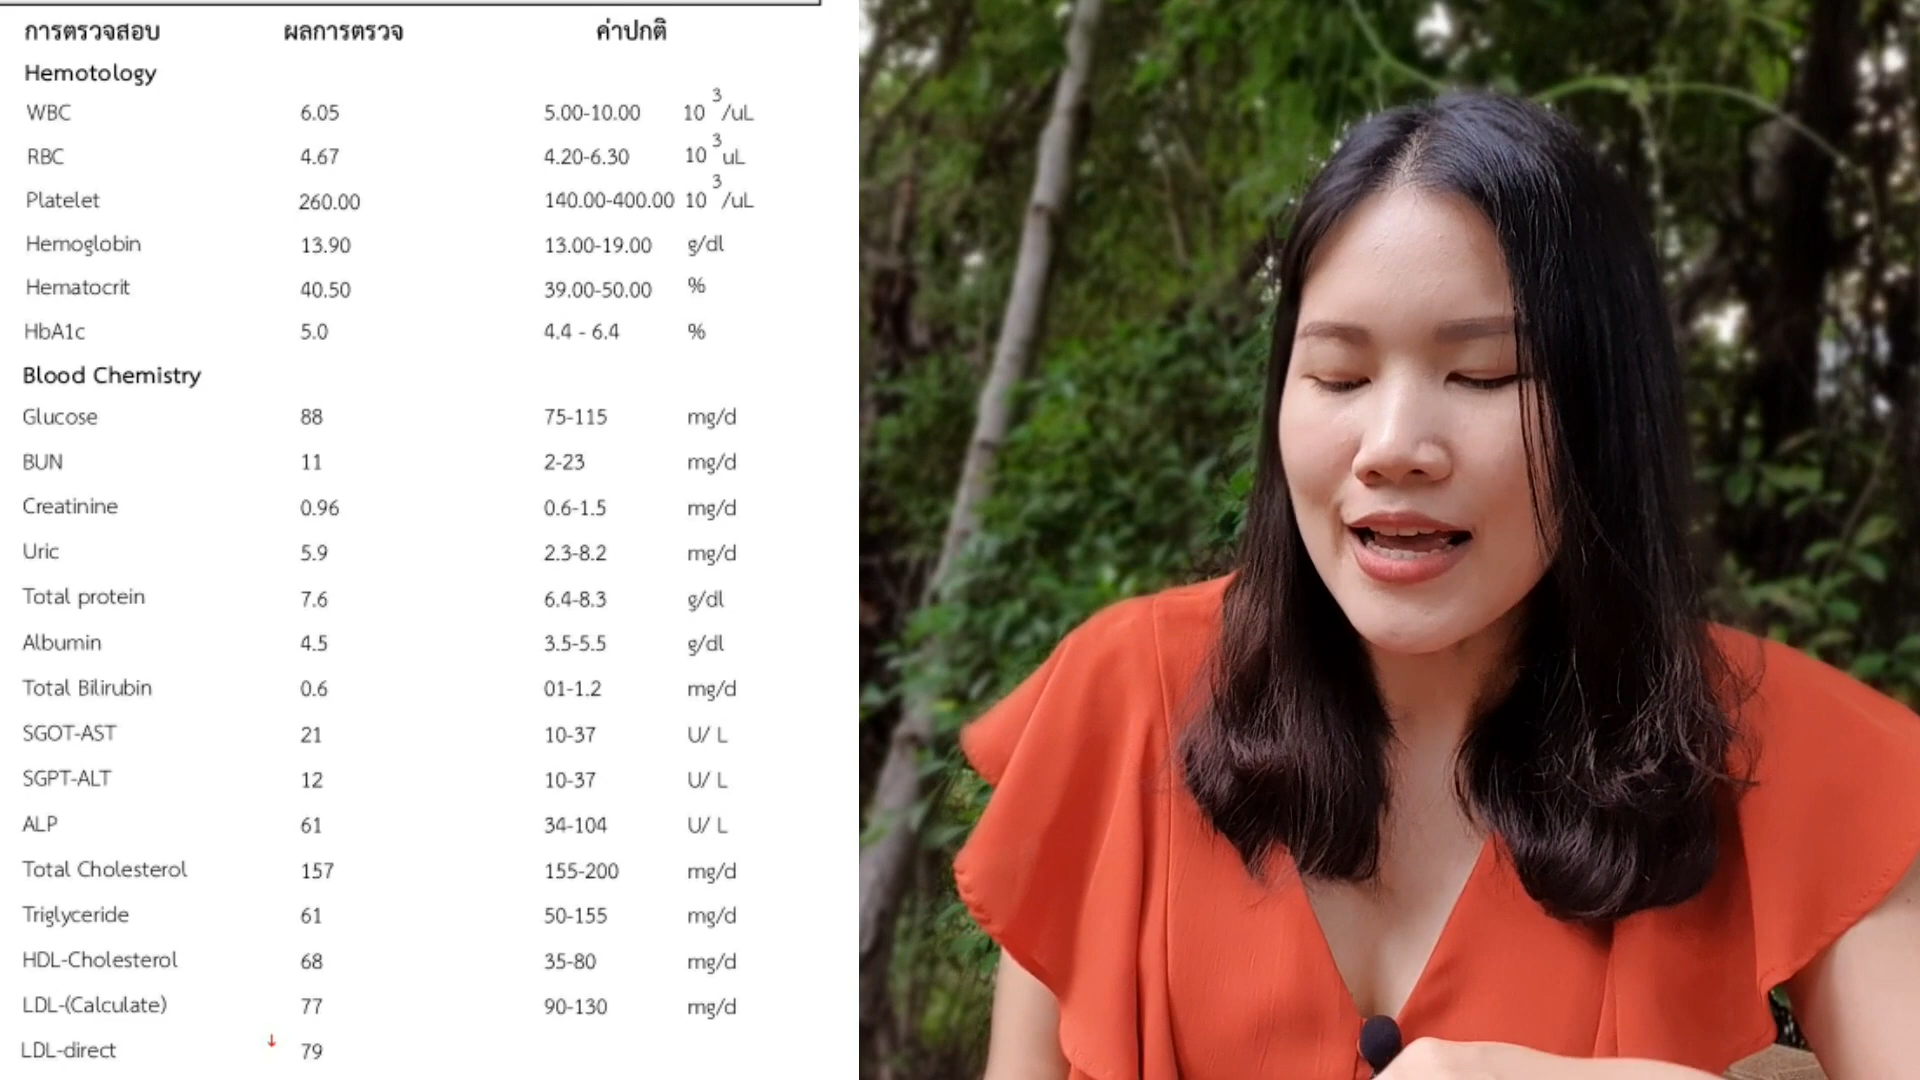 การตรวจสอบ ผลการตรวจ ค่าปกติ
Hemotology
WBC 6.05 5.00-10.00 10 3/uL
RBC 4.67 4.20-6.30 10 3uL
Platelet 260.00 140.00-400.00 10 3/uL
Hemoglobin 13.90 13.00-19.00 g/dl
Hematocrit 40.50 39.00-50.00 %
HbA1c 5.0 4.4 - 6.4 %
Blood Chemistry
Glucose 88 75-115 mg/d
BUN 11 2-23 mg/d
Creatinine 0.96 0.6-1.5 mg/d
Uric 5.9 2.3-8.2 mg/d
Total protein 7.6 6.4-8.3 g/dl
Albumin 4.5 3.5-5.5 g/dl
Total Bilirubin 0.6 01-1.2 mg/d
SGOT-AST 21 10-37 U/ L
SGPT-ALT 12 10-37 U/ L
ALP 61 34-104 U/ L
Total Cholesterol 157 155-200 mg/d
Triglyceride 61 50-155 mg/d
HDL-Cholesterol 68 35-80 mg/d
LDL-(Calculate) 77 90-130 mg/d
LDL-direct ↓ 79